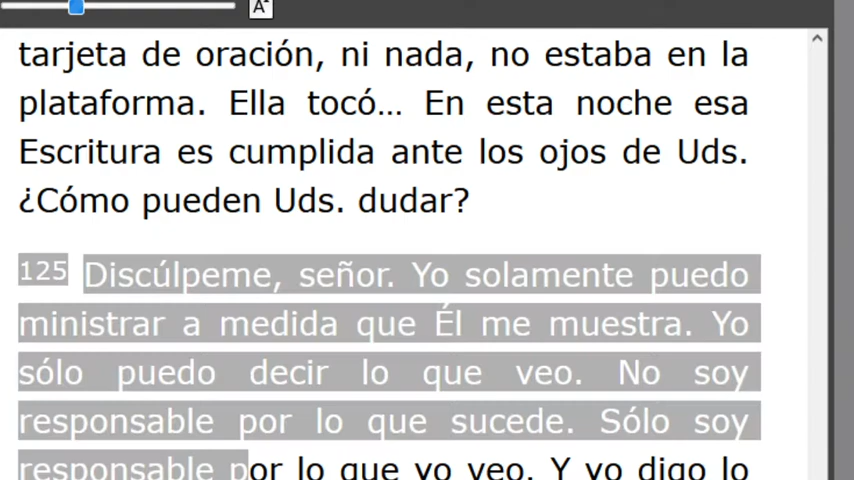 A
tarjeta de oración, ni nada, no estaba en la
plataforma. Ella tocó... En esta noche esa
Escritura es cumplida ante los ojos de Uds.
¿Cómo pueden Uds. dudar?
125 Discúlpeme, señor. Yo solamente puedo
ministrar a medida que Él me muestra. Yo
sólo puedo decir lo que veo. No soy
responsable por lo que sucede. Sólo soy
responsable por lo que yo veo. Y yo digo lo